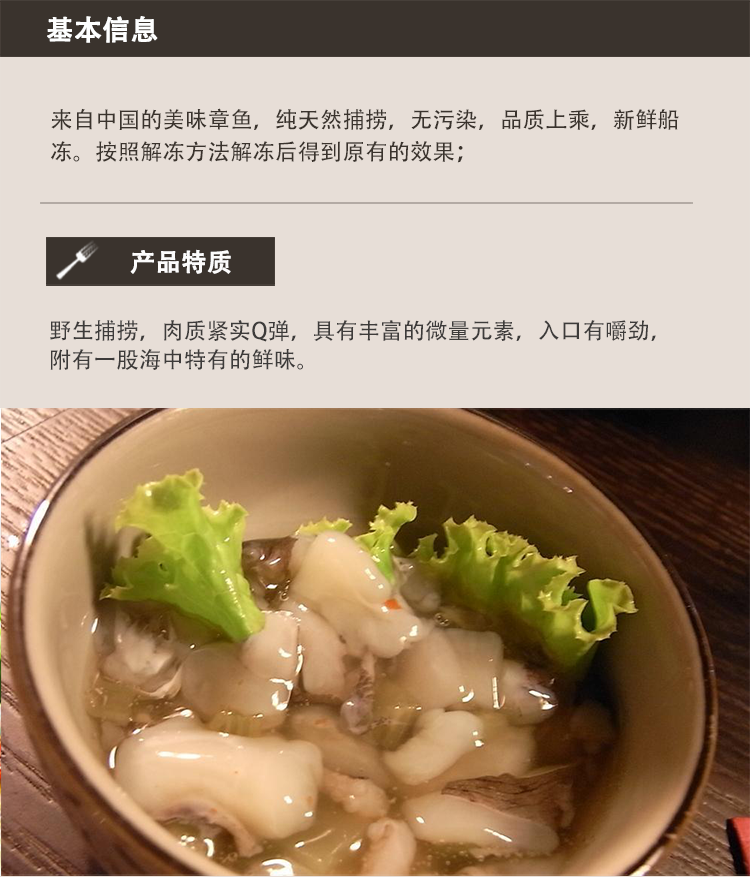 基本信息
来自中国的美味章鱼，纯天然捕捞，无污染，品质上乘，新鲜船
冻。按照解冻方法解冻后得到原有的效果；
产品特质
野生捕捞，肉质紧实Q弹，具有丰富的微量元素，入口有嚼劲，
附有一股海中特有的鲜味。